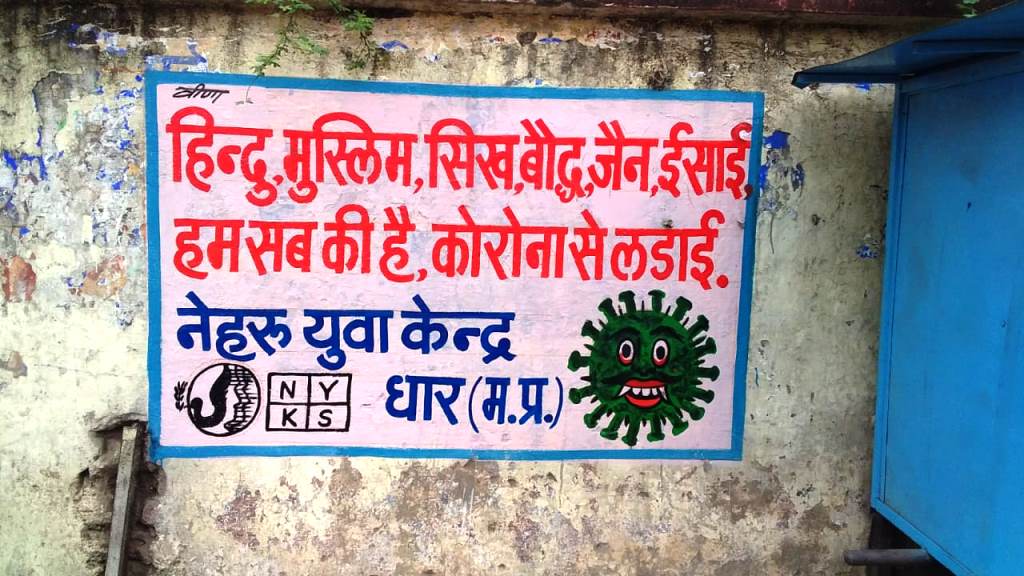 वीणा
हिन्दु,मुस्लिम,सिख,बौद्ध,जैन,ईसाई,
हम सब की है,कोरोना से लडाई.
नेहरू युवा केन्द्र
N Y
K S
धार (म.प्र.)